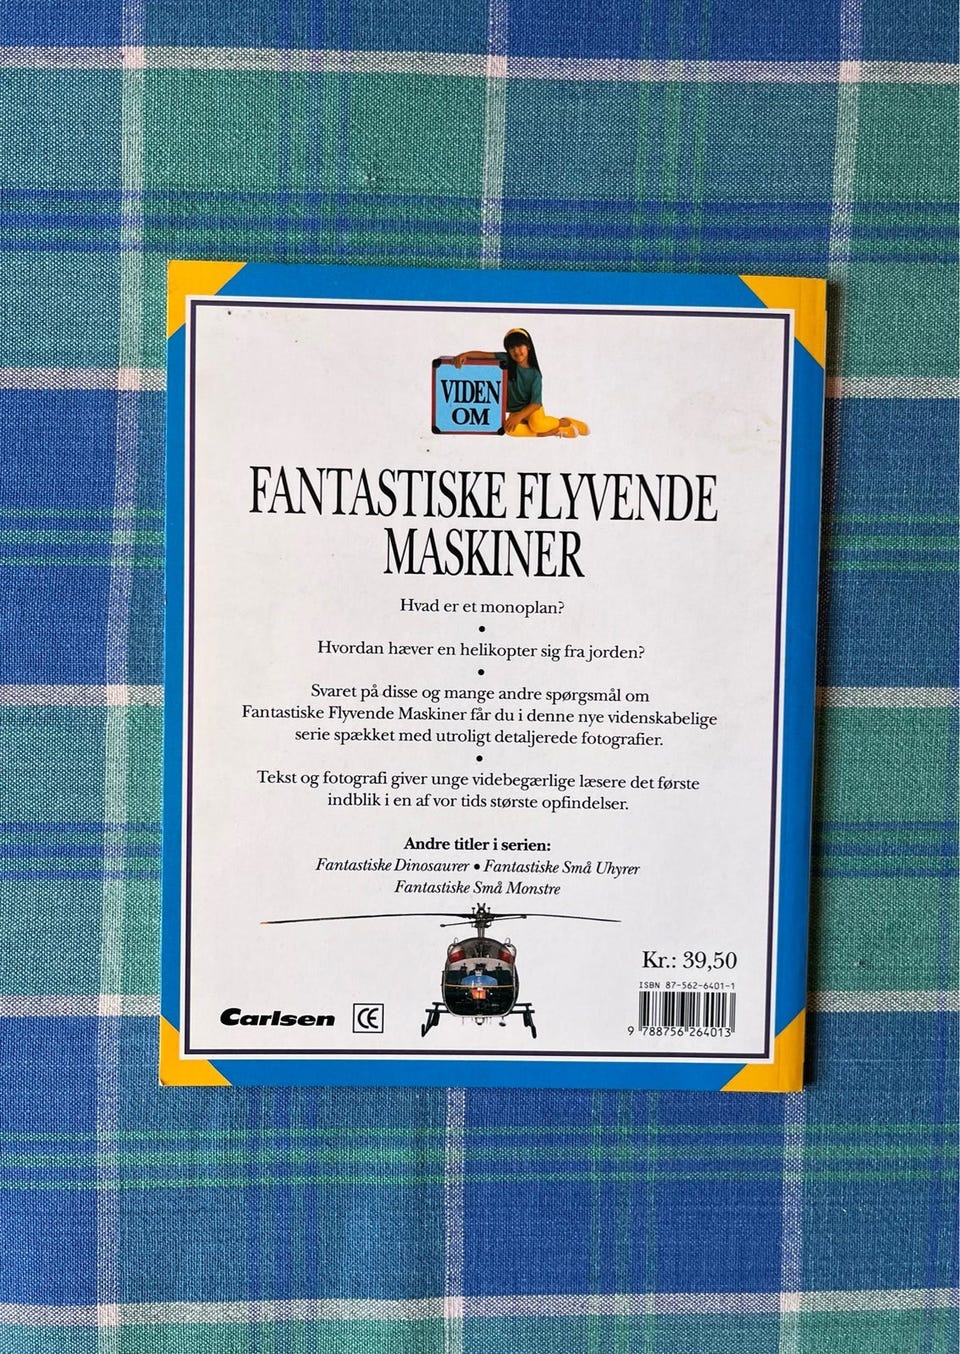 VIDEN
OM
FANTASTISKE FLYVENDE
MASKINER
Hvad er et monoplan?
•
Hvordan hæver en helikopter sig fra jorden?
•
Svaret på disse og mange andre spørgsmål om
Fantastiske Flyvende Maskiner får du i denne nye videnskabelige
serie spækket med utroligt detaljerede fotografier.
•
Tekst og fotografi giver unge videbegærlige læsere det første
indblik i en af vor tids største opfindelser.
Andre titler i serien:
Fantastiske Dinosaurer • Fantastiske Små Uhyrer
Fantastiske Små Monstre
Kr.: 39,50
ISBN 87-562-6401-1
9 788756 264013
Carlsen CE